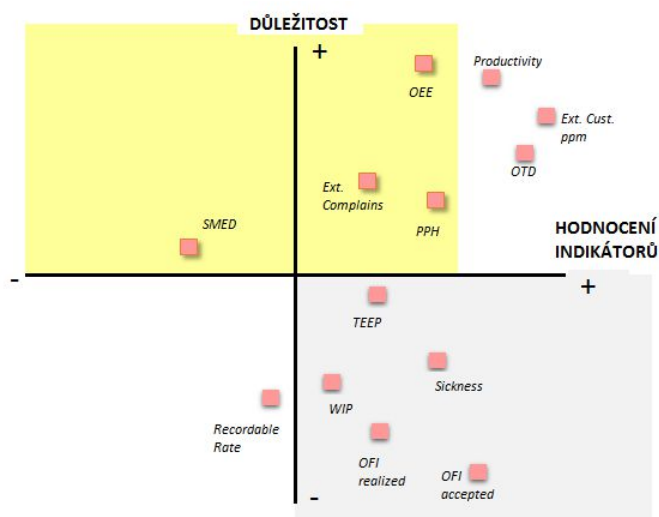 DŮLEŽITOST
+
Productivity
OEE
Ext. Cust.
ppm
OTD
Ext.
Complains
SMED
PPH
HODNOCENÍ
INDIKÁTORŮ
-
+
TEEP
Sickness
WIP
Recordable
Rate
OFI
realized
OFI
accepted
-